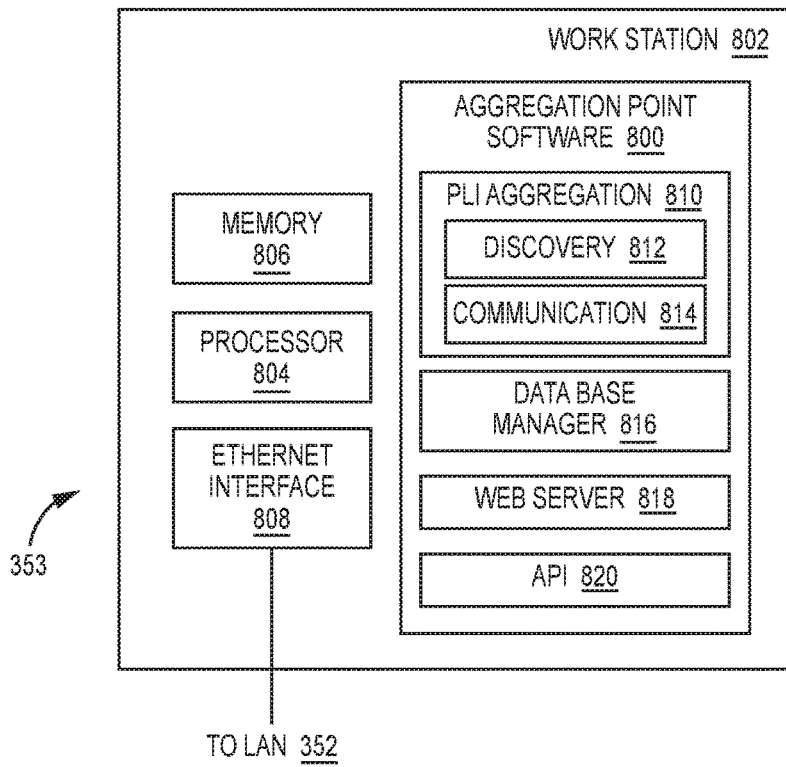 WORK STATION 802
AGGREGATION POINT
SOFTWARE 800
PLI AGGREGATION 810
DISCOVERY 812
COMMUNICATION 814
DATA BASE
MANAGER 816
WEB SERVER 818
API 820
MEMORY
806
PROCESSOR
804
ETHERNET
INTERFACE
808
353
TO LAN 352